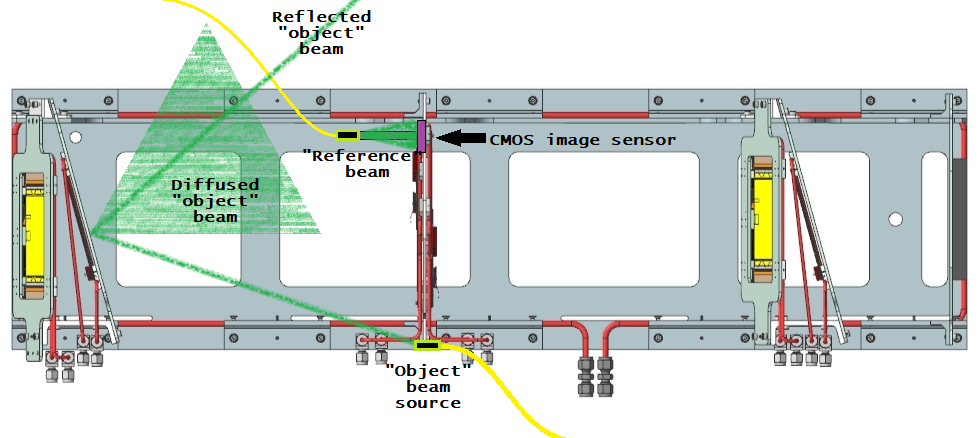 Reflected
"object"
beam
CMOS image sensor
"Reference"
beam
Diffused
"object"
beam
"Object"
beam
source